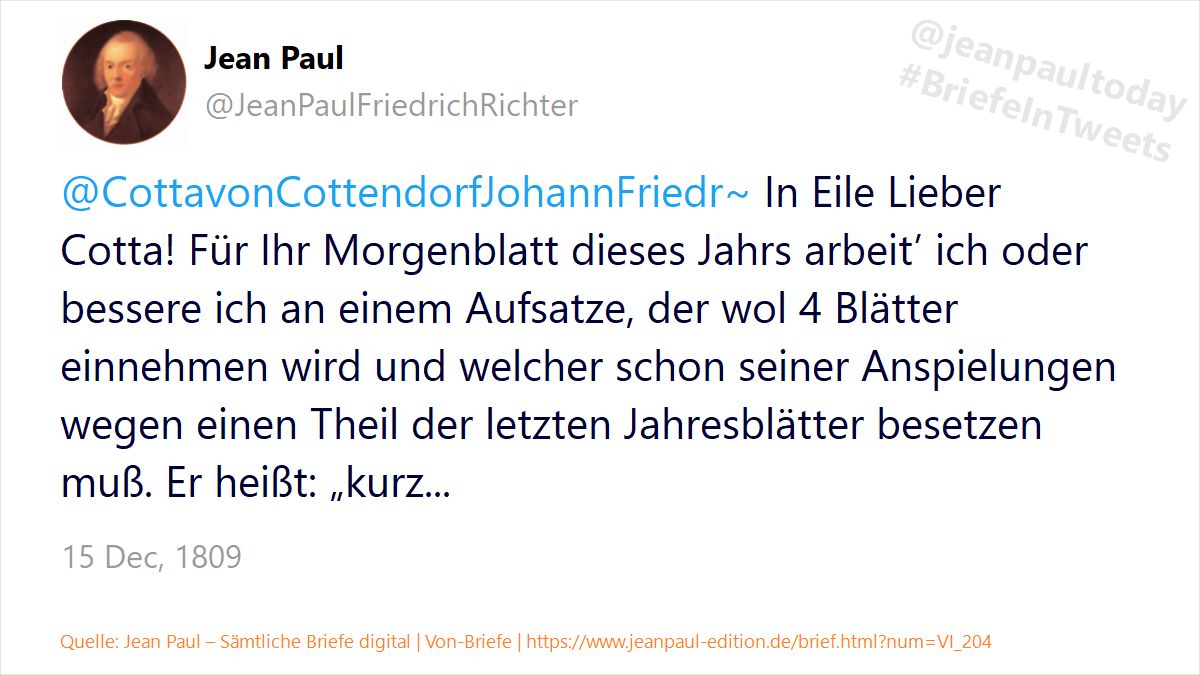 Jean Paul
@JeanPaulFriedrichRichter
@jeanpaultoday
#BriefeInTweets
@CottavonCottendorfJohannFriedr~ In Eile Lieber
Cotta! Für Ihr Morgenblatt dieses Jahrs arbeit’ ich oder
bessere ich an einem Aufsatze, der wol 4 Blätter
einnehmen wird und welcher schon seiner Anspielungen
wegen einen Theil der letzten Jahresblätter besetzen
muß. Er heißt: „kurz...
15 Dec, 1809
Quelle: Jean Paul – Sämtliche Briefe digital | Von-Briefe | https://www.jeanpaul-edition.de/brief.html?num=VI_204